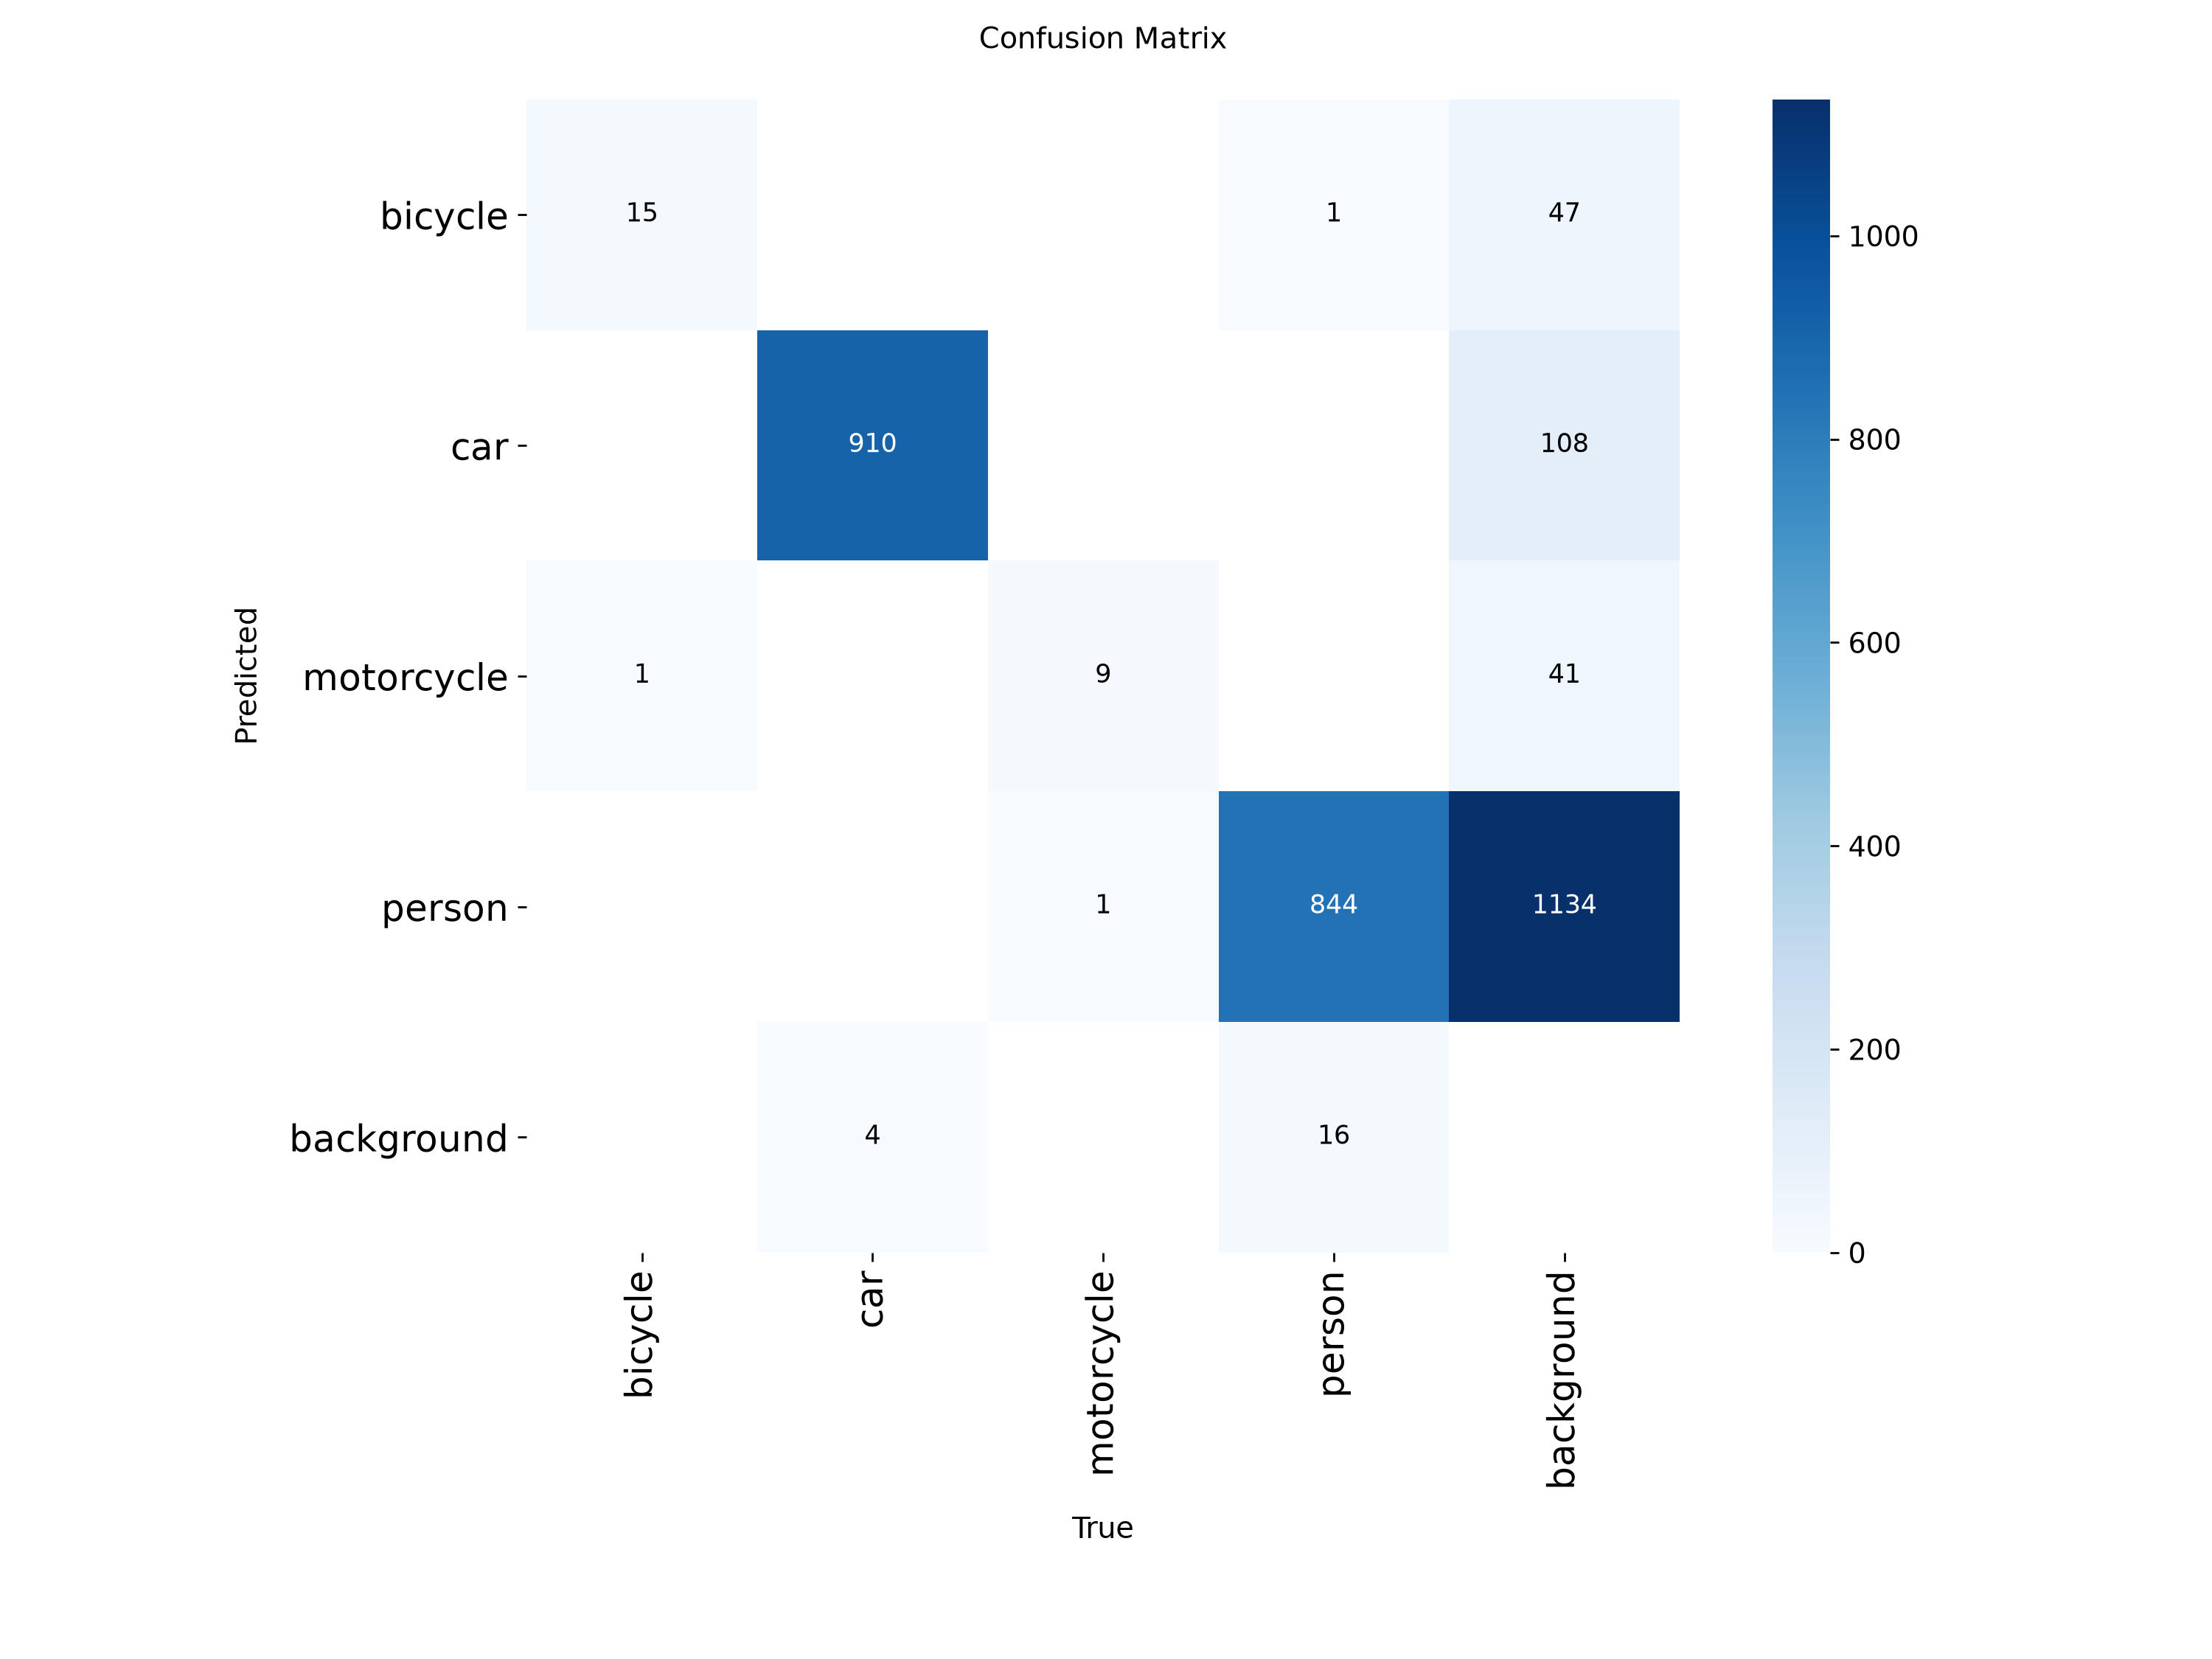 Confusion Matrix
bicycle
15 1 47
1000
car
910 108
800
600
Predicted
motorcycle
1 9 41
400
person
1 844 1134
200
background
4 16
0
bicycle
car
motorcycle
person
background
True